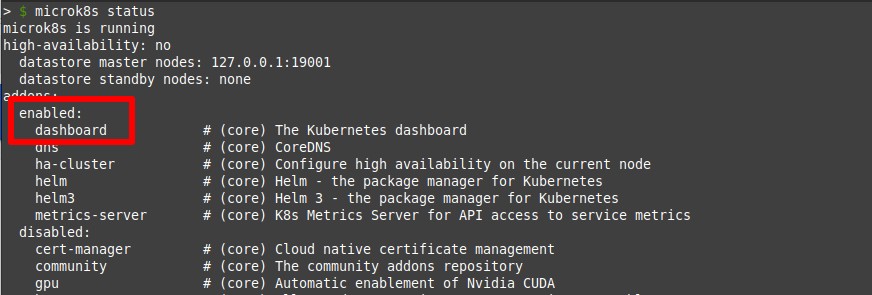 > $ microk8s status
microk8s is running
high-availability: no
datastore master nodes: 127.0.0.1:19001
datastore standby nodes: none
addons:
enabled:
dashboard # (core) The Kubernetes dashboard
dns # (core) CoreDNS
ha-cluster # (core) Configure high availability on the current node
helm # (core) Helm - the package manager for Kubernetes
helm3 # (core) Helm 3 - the package manager for Kubernetes
metrics-server # (core) K8s Metrics Server for API access to service metrics
disabled:
cert-manager # (core) Cloud native certificate management
community # (core) The community addons repository
gpu # (core) Automatic enablement of Nvidia CUDA